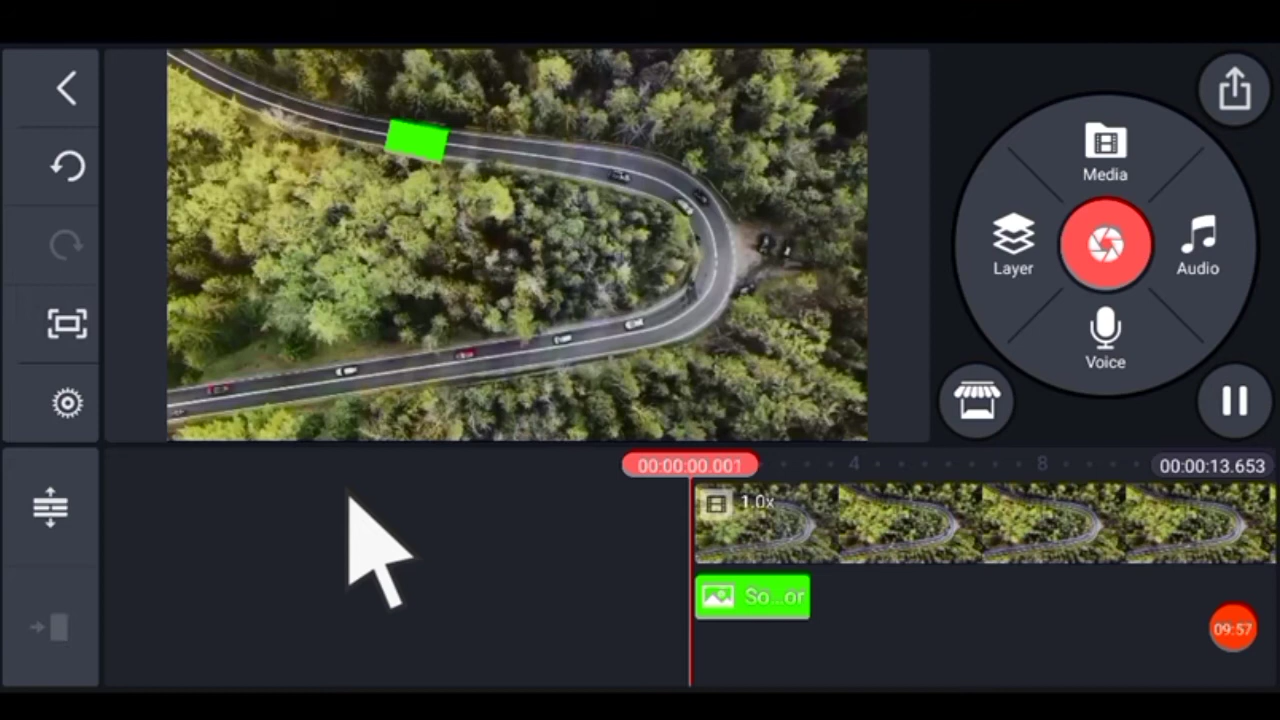 Media
Layer
Audio
Voice
00:00:00.001
4
8
00:00:13.653
1.0x
So...or
09:57